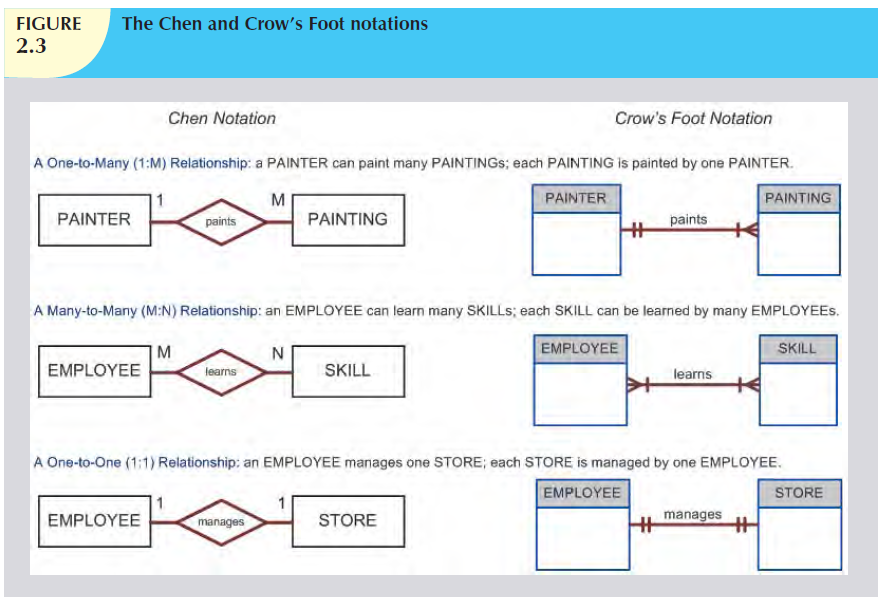 FIGURE
2.3
The Chen and Crow's Foot notations
Chen Notation
Crow's Foot Notation
A One-to-Many (1:M) Relationship: a PAINTER can paint many PAINTINGs; each PAINTING is painted by one PAINTER.
PAINTER 1 paints M PAINTING
PAINTER paints PAINTING
A Many-to-Many (M:N) Relationship: an EMPLOYEE can learn many SKILLs; each SKILL can be learned by many EMPLOYEEs.
EMPLOYEE M learns N SKILL
EMPLOYEE learns SKILL
A One-to-One (1:1) Relationship: an EMPLOYEE manages one STORE; each STORE is managed by one EMPLOYEE.
EMPLOYEE 1 manages 1 STORE
EMPLOYEE manages STORE